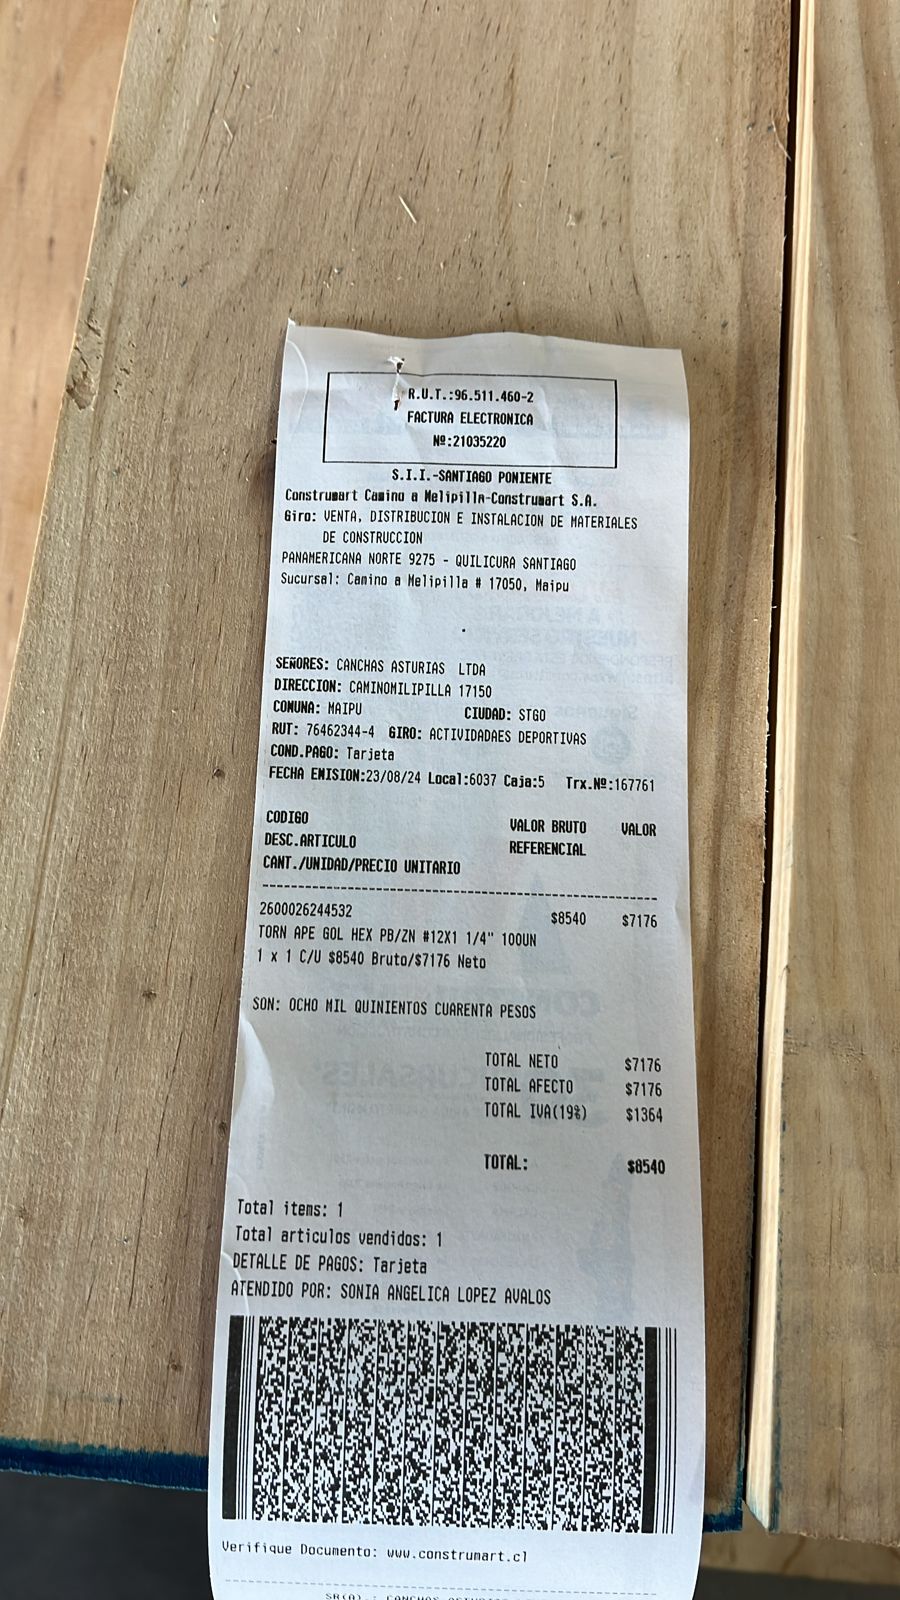 R.U.T.:96.511.460-2
FACTURA ELECTRONICA
Nº:21035220
S.I.I.-SANTIAGO PONIENTE
Construmart Camino a Melipilla-Construmart S.A.
Giro: VENTA, DISTRIBUCION E INSTALACION DE MATERIALES
DE CONSTRUCCION
PANAMERICANA NORTE 9275 - QUILICURA SANTIAGO
Sucursal: Camino a Melipilla # 17050, Maipu
SEÑORES: CANCHAS ASTURIAS LTDA
DIRECCION: CAMINOMILIPILLA 17150
COMUNA: MAIPU CIUDAD: STGO
RUT: 76462344-4 GIRO: ACTIVIDADAES DEPORTIVAS
COND.PAGO: Tarjeta
FECHA EMISION:23/08/24 Local:6037 Caja:5 Trx.Nº:167761
CODIGO VALOR BRUTO VALOR
DESC.ARTICULO REFERENCIAL
CANT./UNIDAD/PRECIO UNITARIO
2600026244532 $8540 $7176
TORN APE GOL HEX PB/ZN #12X1 1/4" 100UN
1 x 1 C/U $8540 Bruto/$7176 Neto
SON: OCHO MIL QUINIENTOS CUARENTA PESOS
TOTAL NETO $7176
TOTAL AFECTO $7176
TOTAL IVA(19%) $1364
TOTAL: $8540
Total items: 1
Total articulos vendidos: 1
DETALLE DE PAGOS: Tarjeta
ATENDIDO POR: SONIA ANGELICA LOPEZ AVALOS
Verifique Documento: www.construmart.cl
SR(A).: CANCHAS ASTURIAS